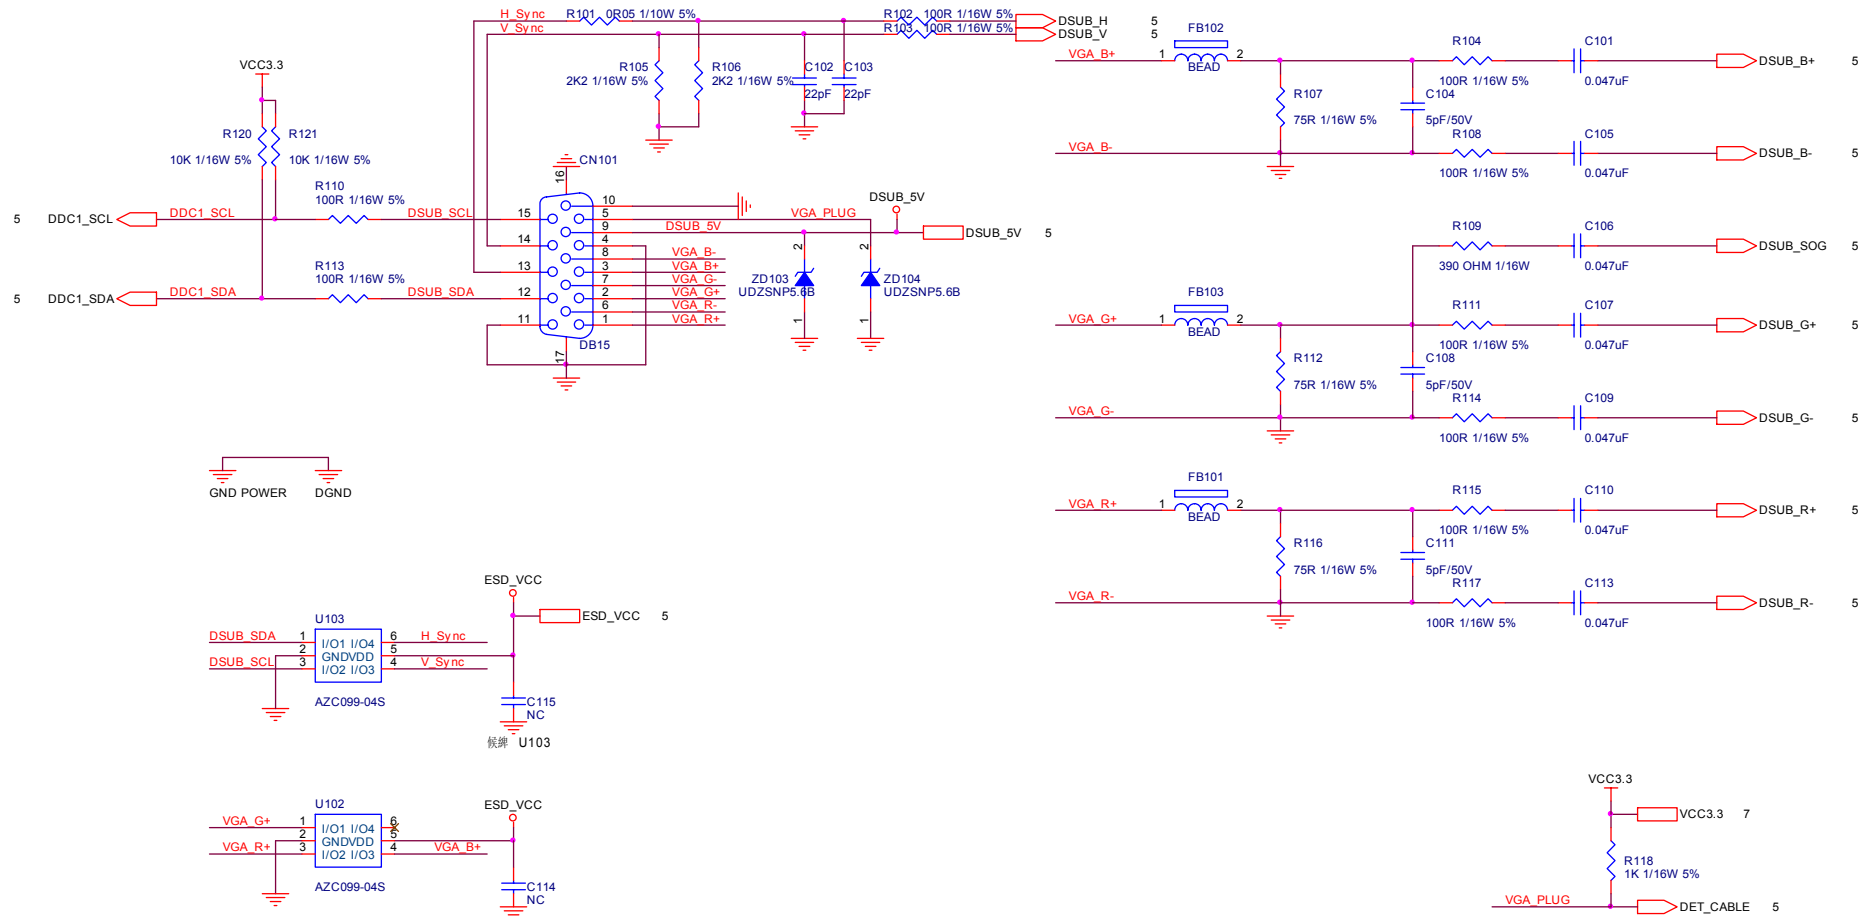 H_Sync
R101 0R05 1/10W 5%
R102 100R 1/16W 5%
DSUB_H 5
V_Sync
R103 100R 1/16W 5%
DSUB_V 5
R105
2K2 1/16W 5%
R106
2K2 1/16W 5%
C102
22pF
C103
22pF
VCC3.3
R120
10K 1/16W 5%
R121
10K 1/16W 5%
R110
100R 1/16W 5%
5 DDC1_SCL
DDC1_SCL
DSUB_SCL
R113
100R 1/16W 5%
5 DDC1_SDA
DDC1_SDA
DSUB_SDA
CN101
16
15
14
13
12
11
10
5
9
4
8
3
7
2
6
1
17
DB15
VGA_PLUG
DSUB_5V
VGA_B-
VGA_B+
VGA_G-
VGA_G+
VGA_R-
VGA_R+
DSUB_5V
DSUB_5V 5
2
ZD103
UDZSNP5.6B
1
2
ZD104
UDZSNP5.6B
1
VGA_B+
FB102
1 2
BEAD
R104
100R 1/16W 5%
C101
0.047uF
DSUB_B+ 5
R107
75R 1/16W 5%
C104
5pF/50V
VGA_B-
R108
100R 1/16W 5%
C105
0.047uF
DSUB_B- 5
R109
390 OHM 1/16W
C106
0.047uF
DSUB_SOG 5
VGA_G+
FB103
1 2
BEAD
R111
100R 1/16W 5%
C107
0.047uF
DSUB_G+ 5
R112
75R 1/16W 5%
C108
5pF/50V
VGA_G-
R114
100R 1/16W 5%
C109
0.047uF
DSUB_G- 5
VGA_R+
FB101
1 2
BEAD
R115
100R 1/16W 5%
C110
0.047uF
DSUB_R+ 5
R116
75R 1/16W 5%
C111
5pF/50V
VGA_R-
R117
100R 1/16W 5%
C113
0.047uF
DSUB_R- 5
GND POWER
DGND
ESD_VCC
ESD_VCC 5
U103
DSUB_SDA 1 I/O1 I/O4 6 H_Sync
2 GND VDD 5
DSUB_SCL 3 I/O2 I/O3 4 V_Sync
AZC099-04S
C115
NC
候綍 U103
ESD_VCC
U102
VGA_G+ 1 I/O1 I/O4 6
2 GND VDD 5
VGA_R+ 3 I/O2 I/O3 4 VGA_B+
AZC099-04S
C114
NC
VCC3.3
VCC3.3 7
R118
1K 1/16W 5%
VGA_PLUG
DET_CABLE 5